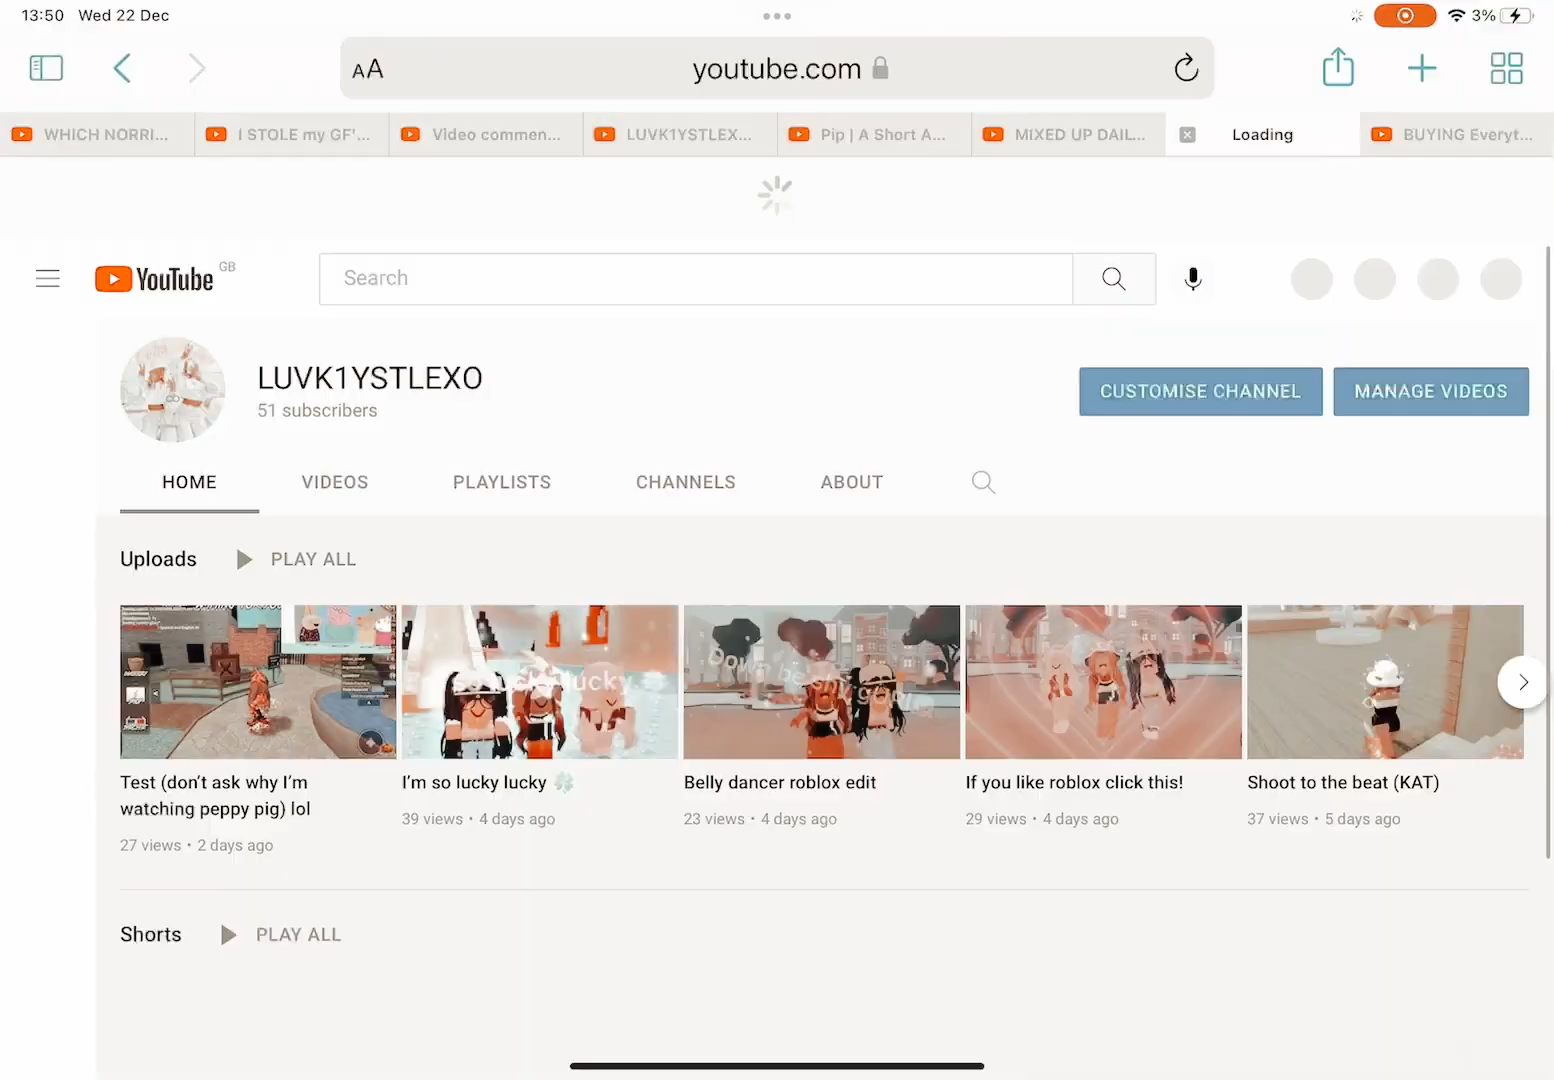 13:50 Wed 22 Dec
3%
AA
youtube.com
WHICH NORRI...
I STOLE my GF'...
Video commen...
LUVK1YSTLEX...
Pip | A Short A...
MIXED UP DAIL...
Loading
BUYING Everyt...
YouTube GB
Search
LUVK1YSTLEXO
51 subscribers
CUSTOMISE CHANNEL
MANAGE VIDEOS
HOME
VIDEOS
PLAYLISTS
CHANNELS
ABOUT
Uploads
PLAY ALL
Test (don't ask why I'm
watching peppy pig) lol
27 views • 2 days ago
I'm so lucky lucky
39 views • 4 days ago
Belly dancer roblox edit
23 views • 4 days ago
If you like roblox click this!
29 views • 4 days ago
Shoot to the beat (KAT)
37 views • 5 days ago
Shorts
PLAY ALL